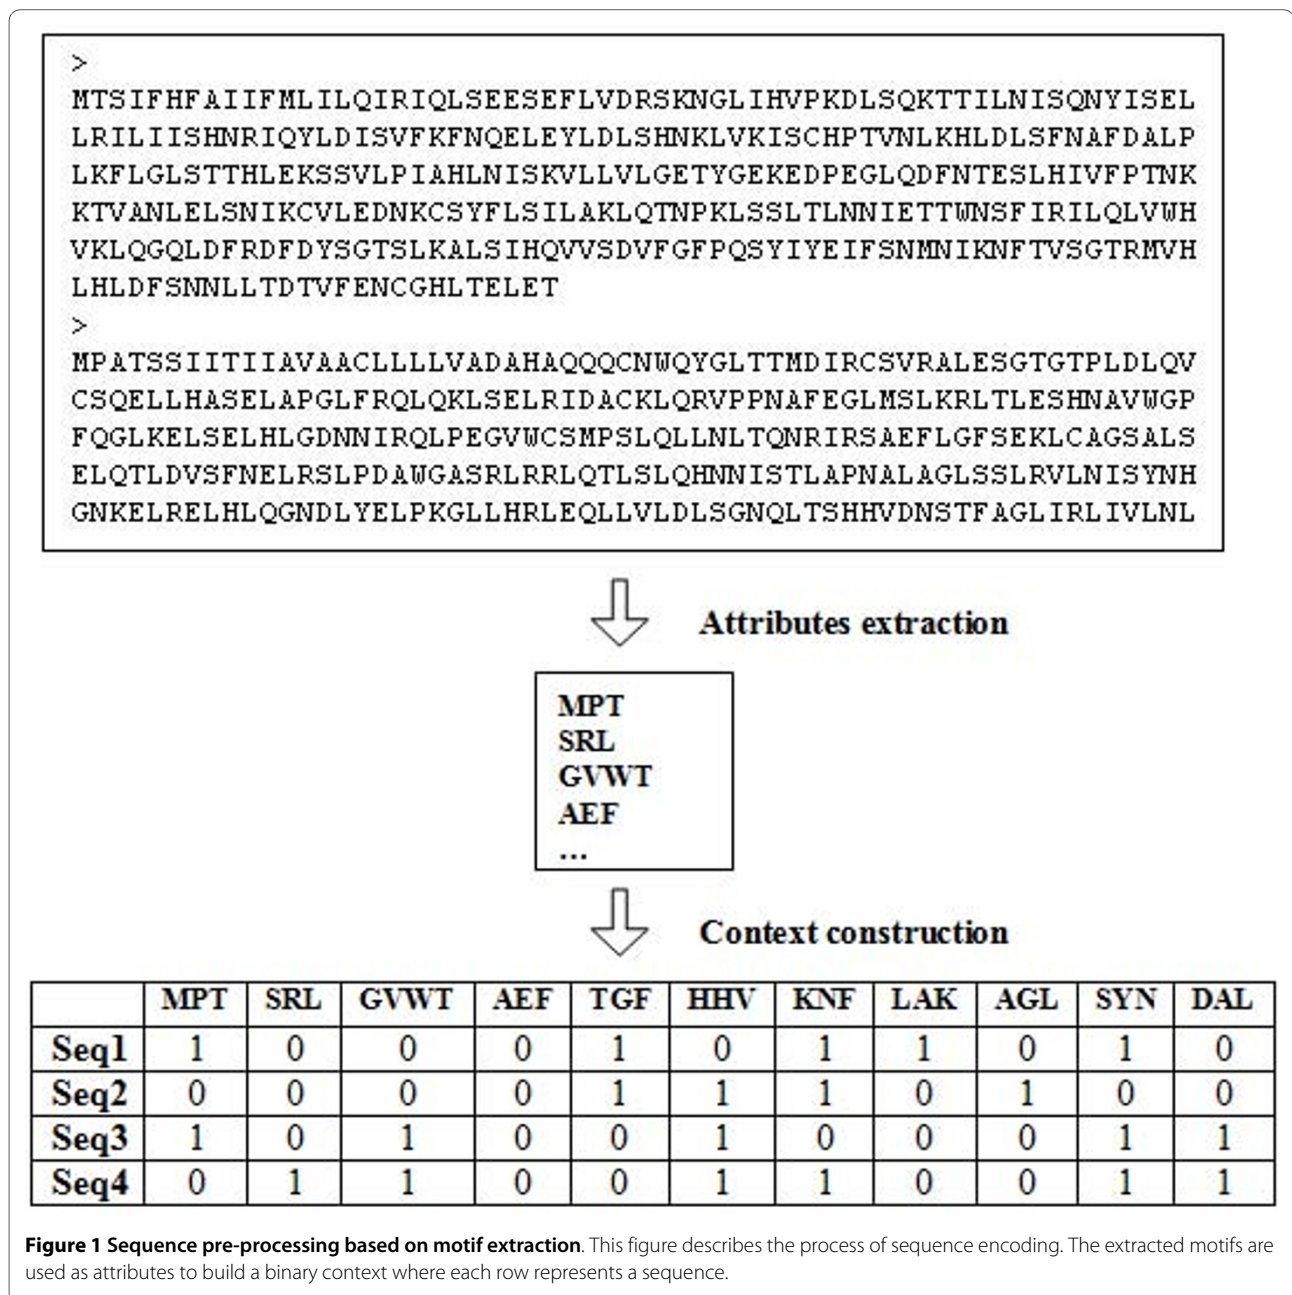 >
MTSIFHFAIIFMLILQIRIQLSEESEFLVDRSKNGLIHVPKDLSQKTTILNISQNYISEL
LRILIISHNRIQYLDISVFKFNQELEYLDLSHNKLVKISCHPTVNLKHLDLSFNAFDALP
LKFLGLSTTHLEKSSVLPIAHLNISKVLLVLGETYGEKEDPEGLQDFNTESLHIVFPTNK
KTVANLELSNIKCVLEDNKCSYFLSILAKLQTNPKLSSLTLNNIETTWNSFIRILQLVWH
VKLQGQLDFRDFDYSGTSLKALSIHQVVSDVFGFPQSYIYEIFSNMNIKNFTVSGTRMVH
LHLDFSNNLLTDTVFENCGHLTELET
>
MPATSSIITIIAVAACLLLLVADAHAQQQCNWQYGLTTMDIRCSVRALESGTGTPLDLQV
CSQELLHASELAPGLFRQLQKLSELRIDACKLQRVPPNAFEGLMSLKRLTLESHNAVWGP
FQGLKELSELHLGDNNIRQLPEGVWCSMPSLQLLNLTQNRIRSAEFLGFSEKLCAGSALS
ELQTLDVSFNELRSLPDAWGASRLRRLQTLSLQHNNISTLAPNALAGLSSLRVLNISYNH
GNKELRELHLQGNDLYELPKGLLHRLEQLLVLDLSGNQLTSHHVDNSTFAGLIRLIVLNL
Attributes extraction
MPT
SRL
GVWT
AEF
...
Context construction
MPT SRL GVWT AEF TGF HHV KNF LAK AGL SYN DAL
Seq1 1 0 0 0 1 0 1 1 0 1 0
Seq2 0 0 0 0 1 1 1 0 1 0 0
Seq3 1 0 1 0 0 1 0 0 0 1 1
Seq4 0 1 1 0 0 1 1 0 0 1 1
Figure 1 Sequence pre-processing based on motif extraction. This figure describes the process of sequence encoding. The extracted motifs are
used as attributes to build a binary context where each row represents a sequence.